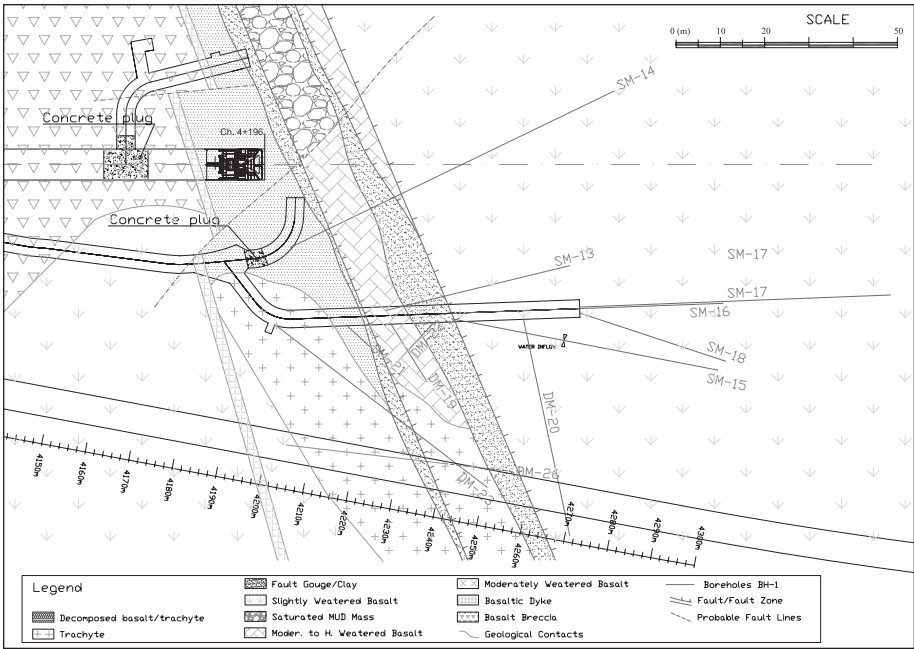 SCALE
0 (m) 10 20 50
SM-14
Concrete plug
Ch. 4+196
Concrete plug
SM-13
SM-17
SM-17
SM-16
SM-18
SM-15
SM-21
DM-19
DM-20
BM-26
4150m
4160m
4170m
4180m
4190m
4200m
4210m
4220m
4230m
4240m
4250m
4260m
4270m
4280m
4290m
4300m
Legend
Decomposed basalt/trachyte
Trachyte
Fault Gouge/Clay
Slightly Weatered Basalt
Saturated MUD Mass
Moder. to H. Weatered Basalt
Moderately Weatered Basalt
Basaltic Dyke
Basalt Breccia
Geological Contacts
Boreholes BH-1
Fault/Fault Zone
Probable Fault Lines